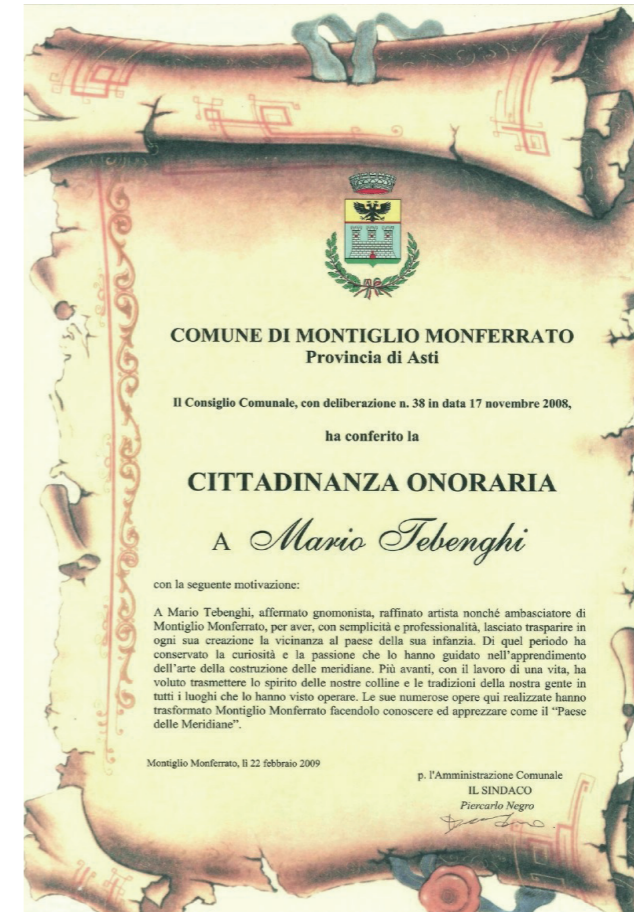 COMUNE DI MONTIGLIO MONFERRATO
Provincia di Asti
Il Consiglio Comunale, con deliberazione n. 38 in data 17 novembre 2008,
ha conferito la
CITTADINANZA ONORARIA
A Mario Tebenghi
con la seguente motivazione:
A Mario Tebenghi, affermato gnomonista, raffinato artista nonché ambasciatore di
Montiglio Monferrato, per aver, con semplicità e professionalità, lasciato trasparire in
ogni sua creazione la vicinanza al paese della sua infanzia. Di quel periodo ha
conservato la curiosità e la passione che lo hanno guidato nell'apprendimento
dell'arte della costruzione delle meridiane. Più avanti, con il lavoro di una vita, ha
voluto trasmettere lo spirito delle nostre colline e le tradizioni della nostra gente in
tutti i luoghi che lo hanno visto operare. Le sue numerose opere qui realizzate hanno
trasformato Montiglio Monferrato facendolo conoscere ed apprezzare come il “Paese
delle Meridiane”.
Montiglio Monferrato, lì 22 febbraio 2009
p. l'Amministrazione Comunale
IL SINDACO
Piercarlo Negro